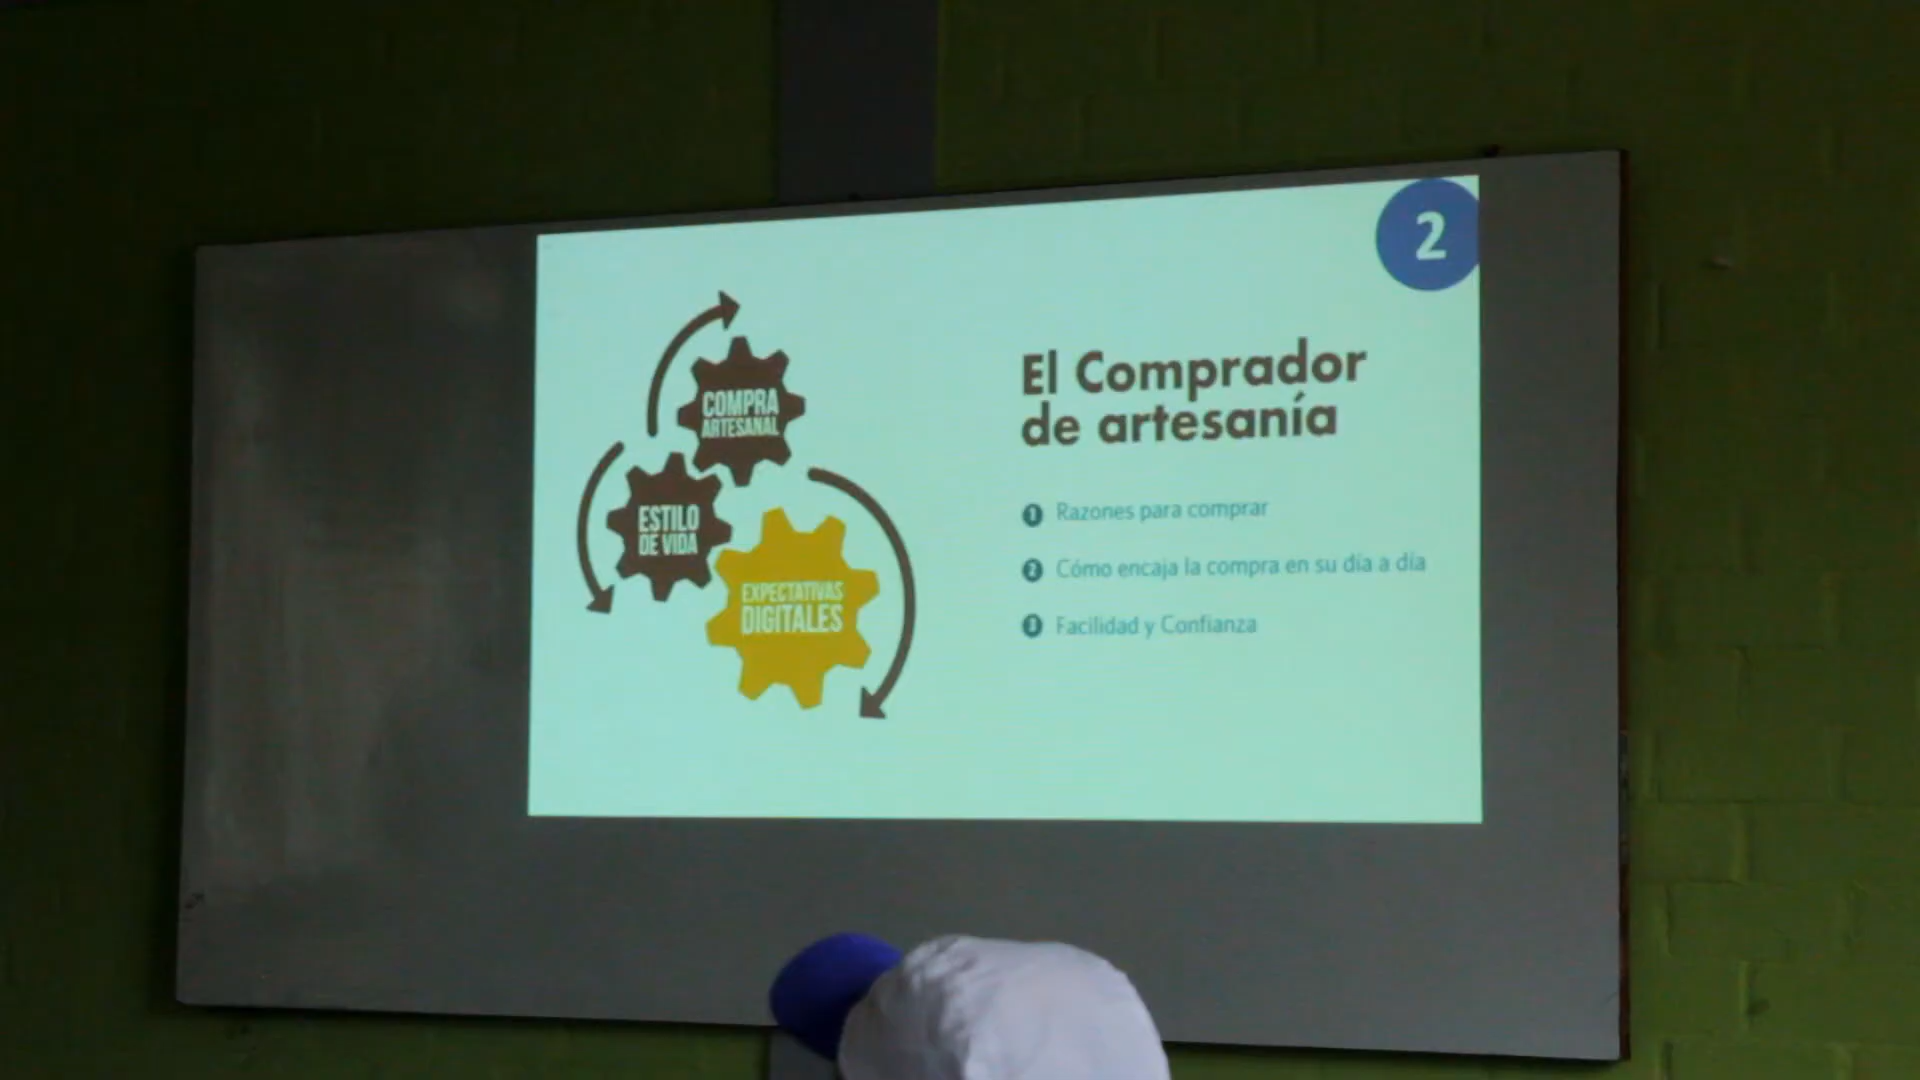 2
COMPRA
ARTESANAL
ESTILO
DE VIDA
EXPECTATIVAS
DIGITALES
El Comprador
de artesanía
1 Razones para comprar
2 Cómo encaja la compra en su día a día
3 Facilidad y Confianza